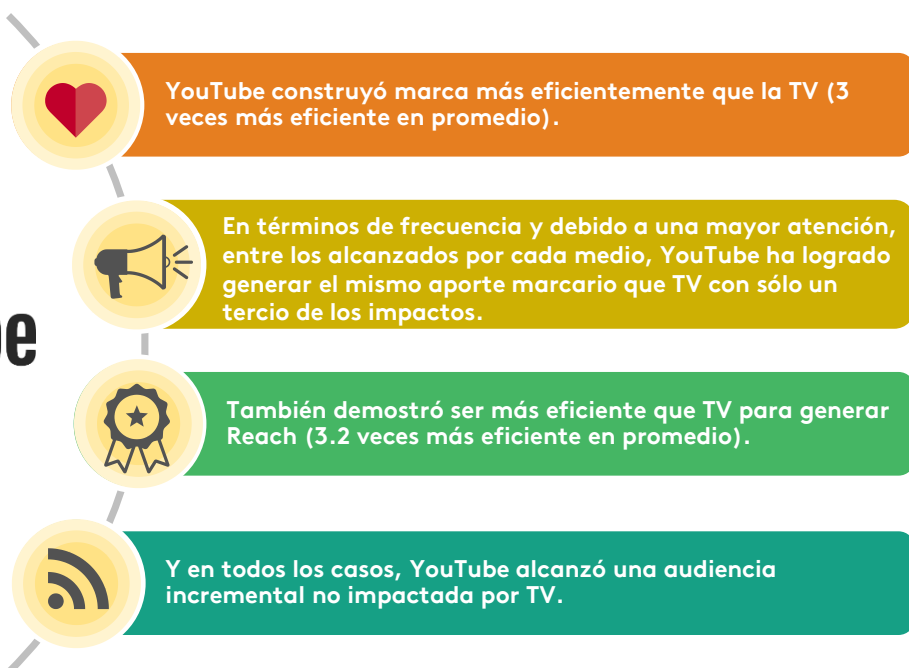 YouTube construyó marca más eficientemente que la TV (3
veces más eficiente en promedio).
En términos de frecuencia y debido a una mayor atención,
entre los alcanzados por cada medio, YouTube ha logrado
generar el mismo aporte marcario que TV con sólo un
tercio de los impactos.
be
También demostró ser más eficiente que TV para generar
Reach (3.2 veces más eficiente en promedio).
Y en todos los casos, YouTube alcanzó una audiencia
incremental no impactada por TV.